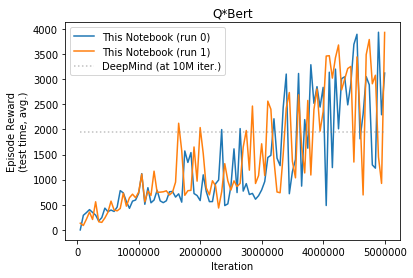 Q*Bert
This Notebook (run 0)
This Notebook (run 1)
DeepMind (at 10M iter.)
Episode Reward
(test time, avg.)
4000
3500
3000
2500
2000
1500
1000
500
0
0 1000000 2000000 3000000 4000000 5000000
Iteration